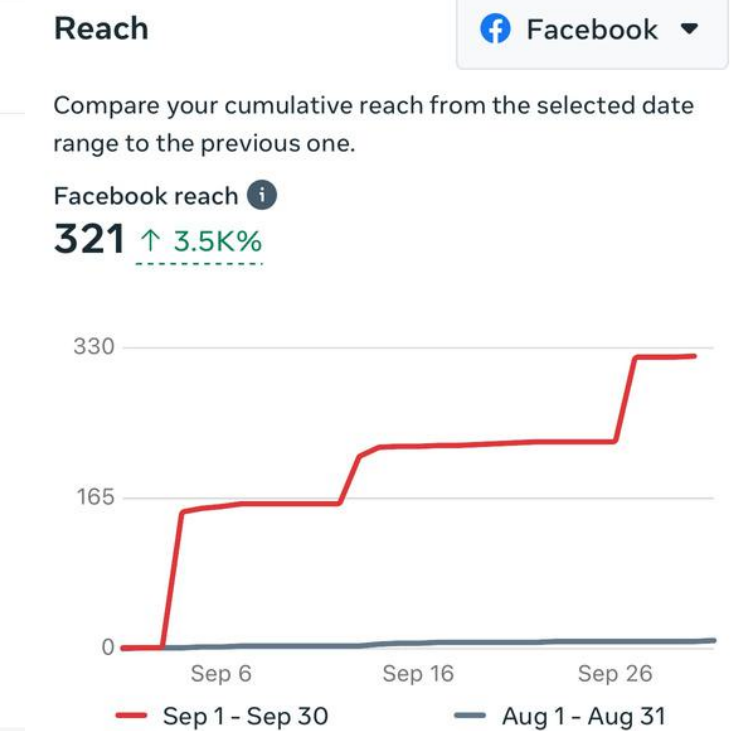 Reach
Facebook
Compare your cumulative reach from the selected date
range to the previous one.
Facebook reach
321 ↑ 3.5K%
330
165
0
Sep 6 Sep 16 Sep 26
Sep 1 - Sep 30 Aug 1 - Aug 31